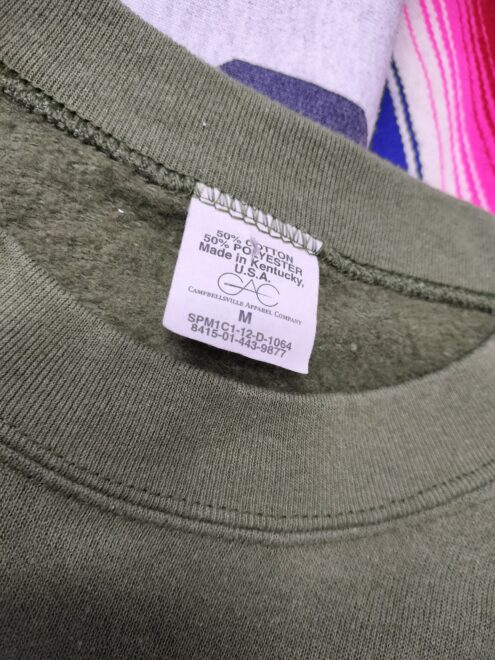 50% COTTON
50% POLYESTER
Made in Kentucky,
U.S.A.
CAC
CAMPBELLSVILLE APPAREL COMPANY
M
SPM1C1-12-D-1064
8415-01-443-9877